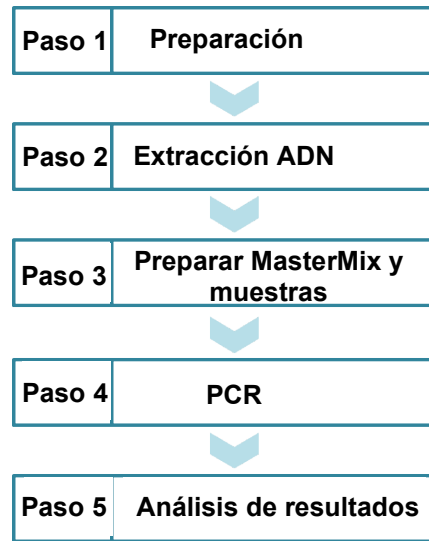 Paso 1 Preparación
Paso 2 Extracción ADN
Paso 3 Preparar MasterMix y
muestras
Paso 4 PCR
Paso 5 Análisis de resultados